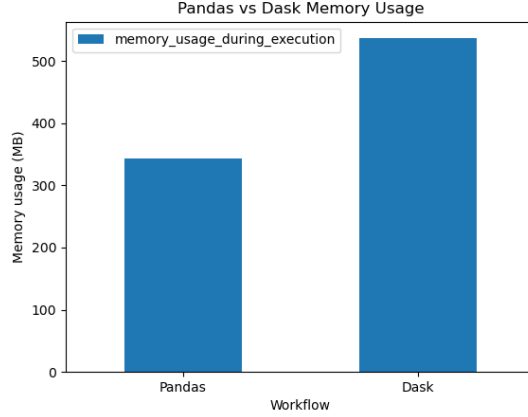 Pandas vs Dask Memory Usage
memory_usage_during_execution
500
400
300
200
100
0
Memory usage (MB)
Pandas
Dask
Workflow